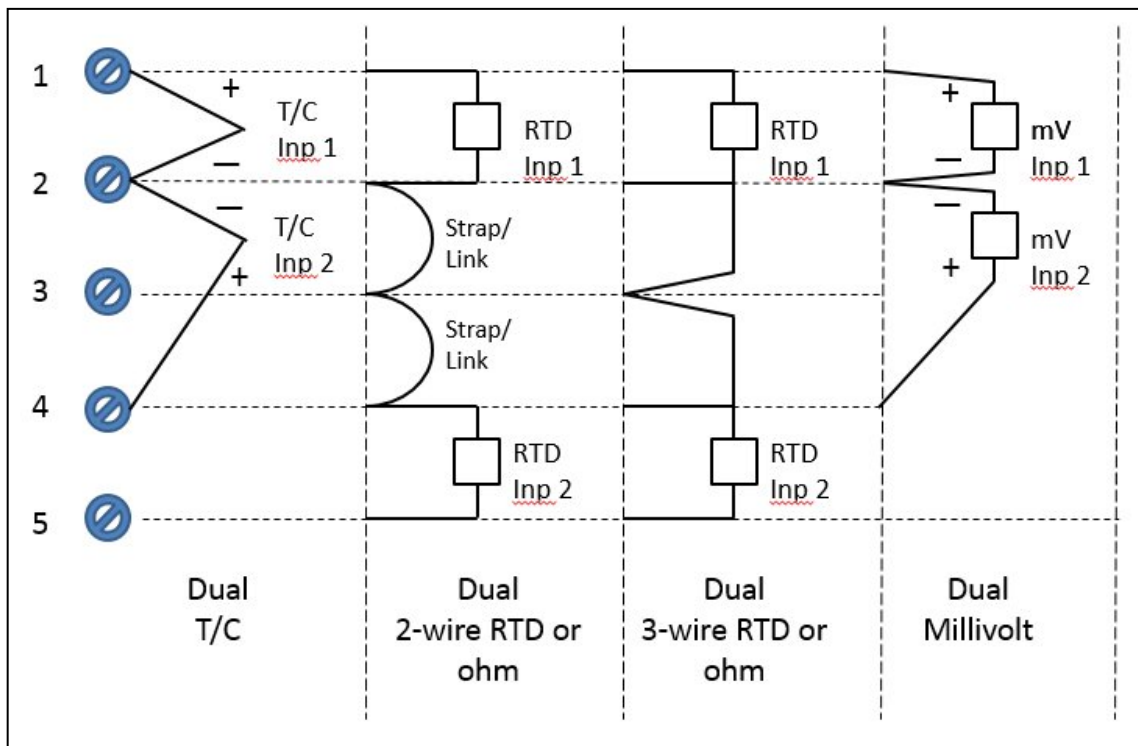 1
2
3
4
5
+
T/C
Inp 1
—
—
T/C
Inp 2
+
Dual
T/C
RTD
Inp 1
Strap/
Link
Strap/
Link
RTD
Inp 2
Dual
2-wire RTD or
ohm
RTD
Inp 1
RTD
Inp 2
Dual
3-wire RTD or
ohm
+
mV
Inp 1
—
—
mV
Inp 2
+
Dual
Millivolt